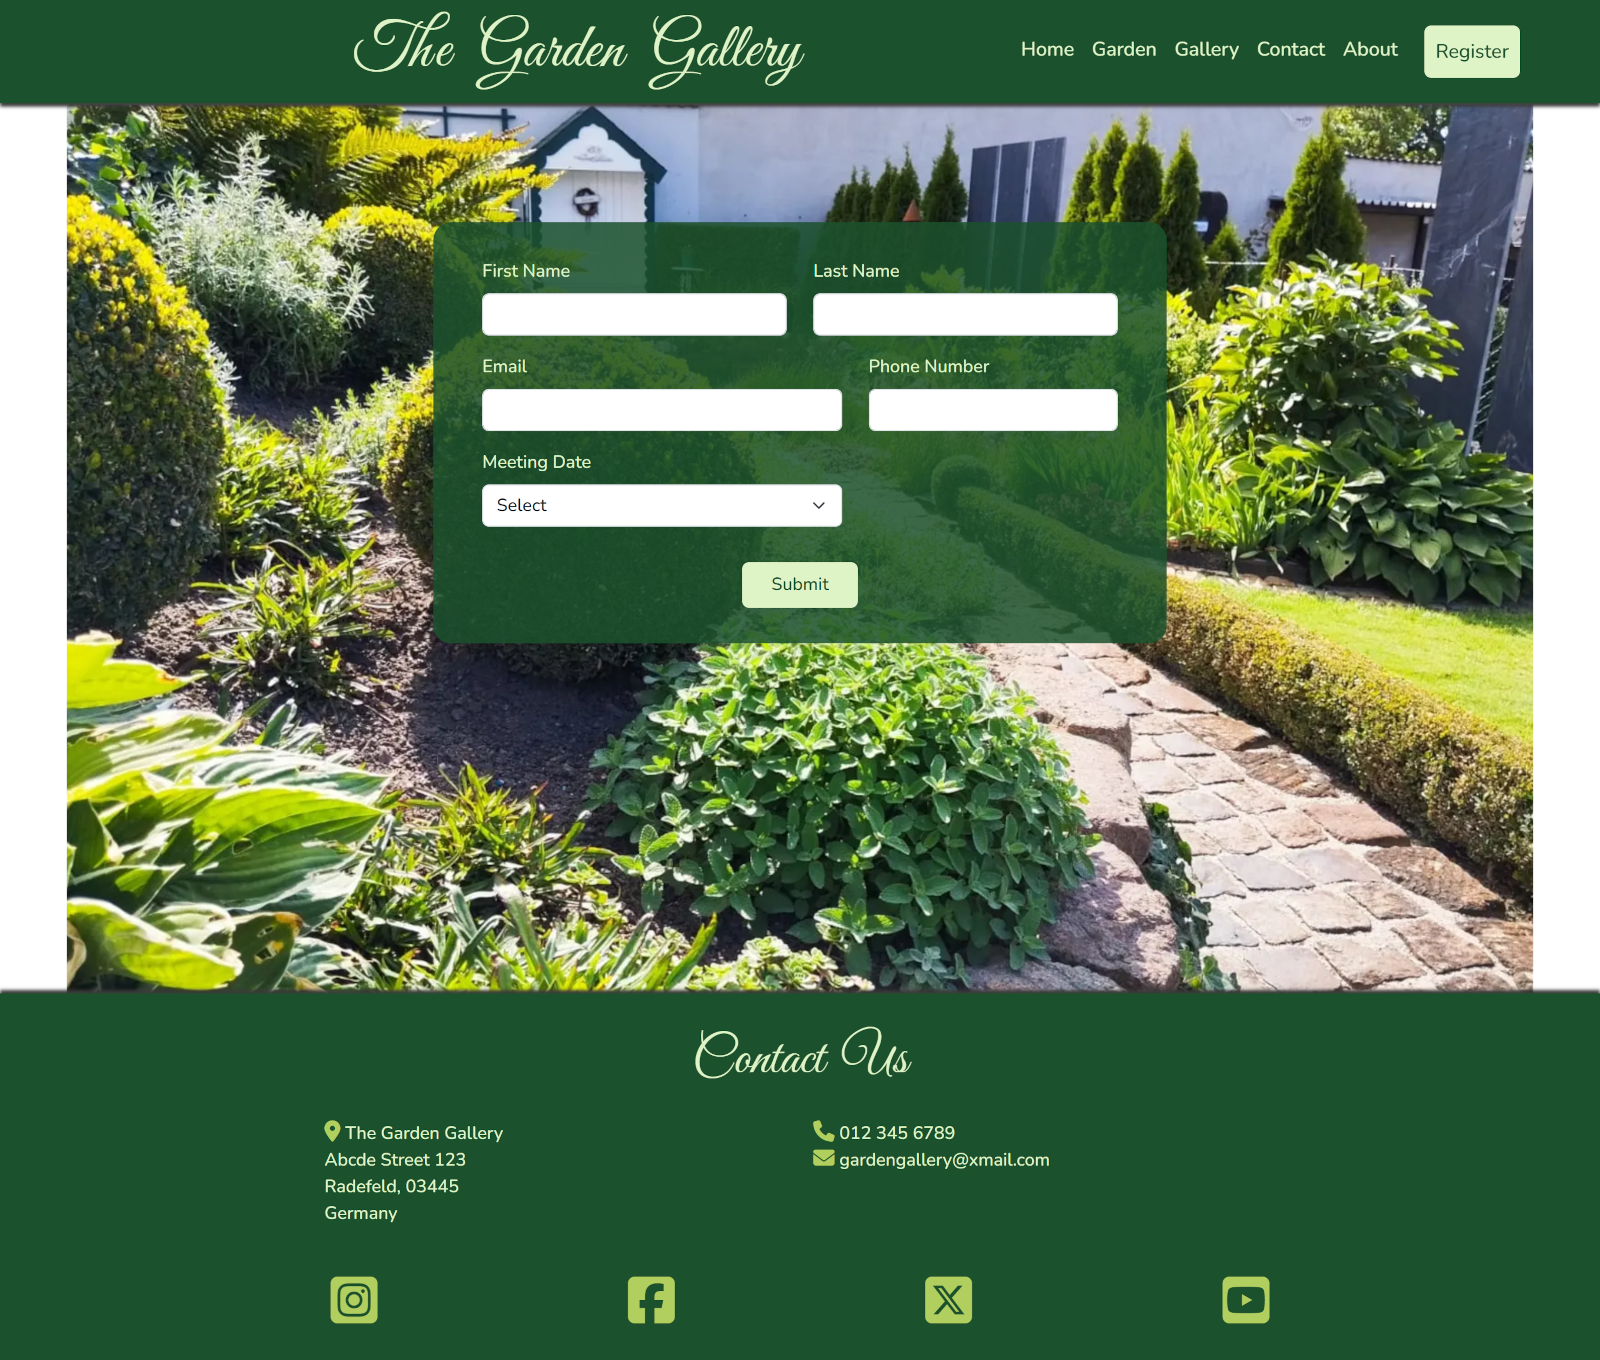 The Garden Gallery
Home Garden Gallery Contact About Register
First Name Last Name
Email Phone Number
Meeting Date
Select
Submit
Contact Us
The Garden Gallery
Abcde Street 123
Radefeld, 03445
Germany
012 345 6789
gardengallery@xmail.com